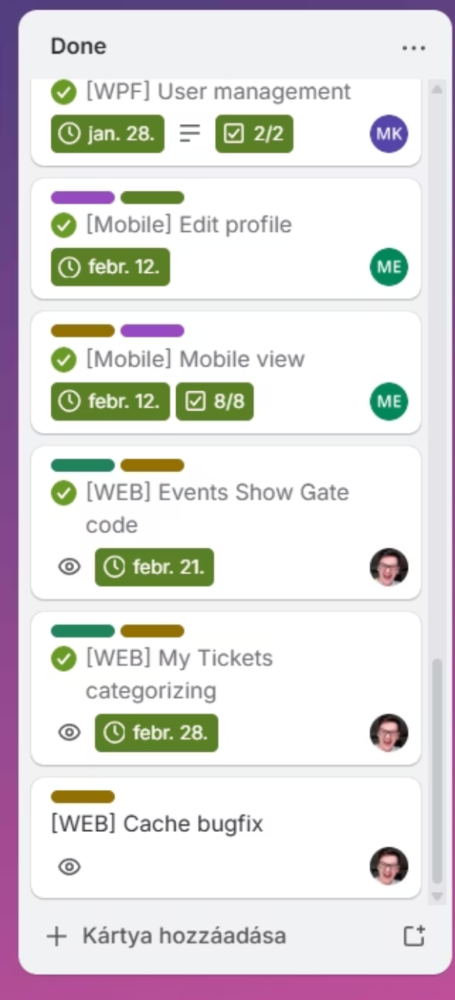 Done
[WPF] User management
jan. 28.
2/2
MK
[Mobile] Edit profile
febr. 12.
ME
[Mobile] Mobile view
febr. 12.
8/8
ME
[WEB] Events Show Gate
code
febr. 21.
[WEB] My Tickets
categorizing
febr. 28.
[WEB] Cache bugfix
Kártya hozzáadása